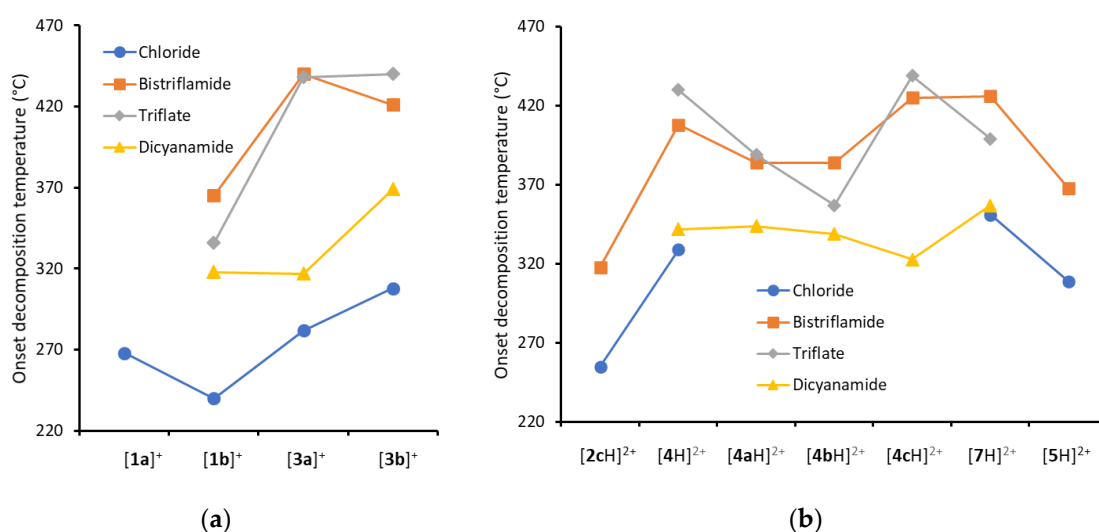 470
420
370
320
270
220
Onset decomposition temperature (°C)
Chloride
Bistriflamide
Triflate
Dicyanamide
[1a]⁺
[1b]⁺
[3a]⁺
[3b]⁺
(a)
470
420
370
320
270
220
Onset decomposition temperature (°C)
Chloride
Bistriflamide
Triflate
Dicyanamide
[2cH]²⁺
[4H]²⁺
[4aH]²⁺
[4bH]²⁺
[4cH]²⁺
[7H]²⁺
[5H]²⁺
(b)